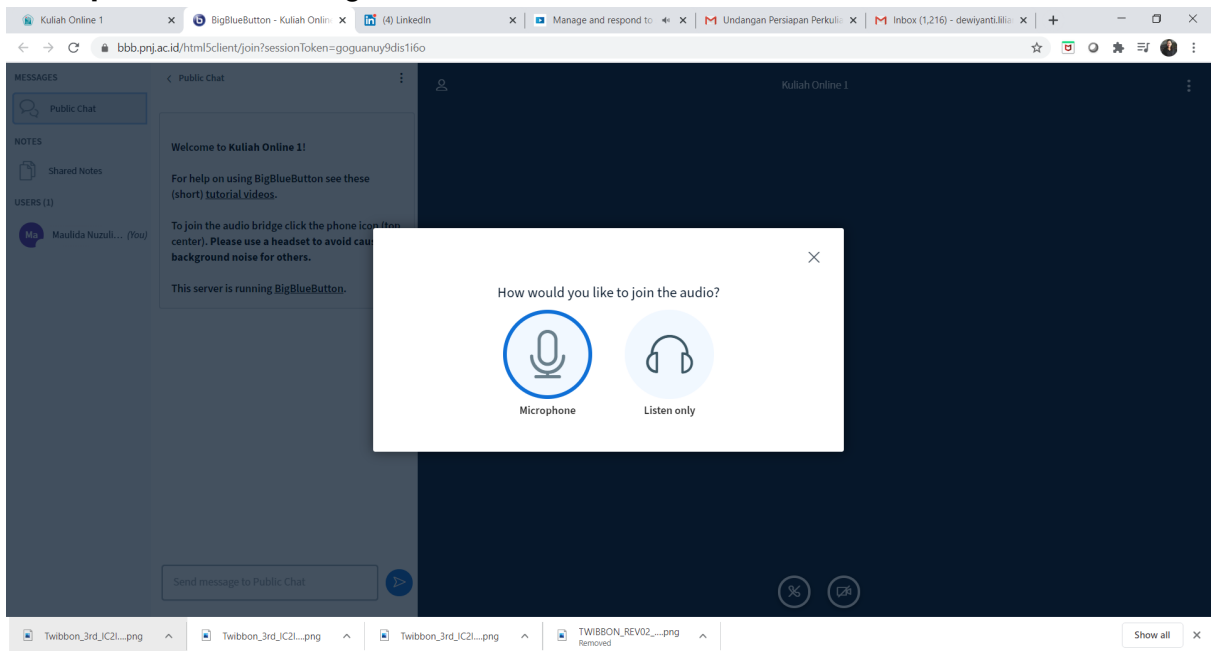 Kuliah Online 1
BigBlueButton - Kuliah Onlin
(4) LinkedIn
Manage and respond to
Undangan Persiapan Perkulia
Inbox (1,216) - dewiyanti.lilia
bbb.pnj.ac.id/html5client/join?sessionToken=goguanuy9dis1i6o
MESSAGES
Public Chat
NOTES
Shared Notes
USERS (1)
Ma
Maulida Nuzuli... (You)
Public Chat
Welcome to Kuliah Online 1!
For help on using BigBlueButton see these
(short) tutorial videos.
To join the audio bridge click the phone icon (top
center). Please use a headset to avoid cau
background noise for others.
This server is running BigBlueButton.
Send message to Public Chat
Kuliah Online 1
How would you like to join the audio?
Microphone
Listen only
Twibbon_3rd_IC2I....png
Twibbon_3rd_IC2I....png
Twibbon_3rd_IC2I....png
TWIBBON_REV02_....png
Removed
Show all